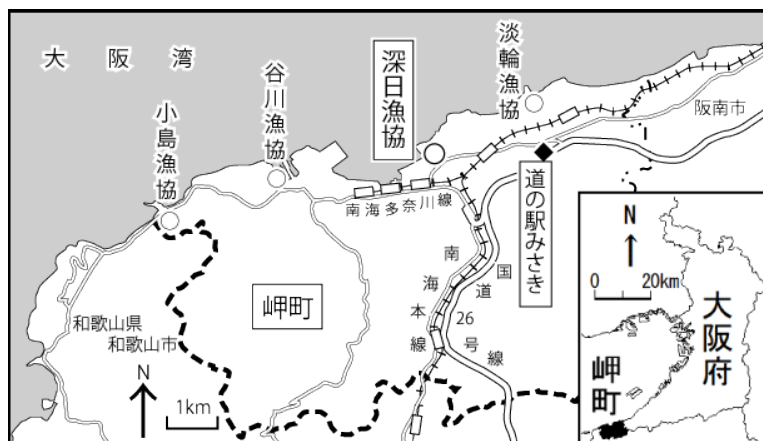 大阪湾
小島漁協
谷川漁協
深日漁協
淡輪漁協
阪南市
道の駅みさき
南海多奈川線
南海本線
国道26号線
岬町
和歌山県
和歌山市
N
1km
N
0 20km
大阪府
岬町